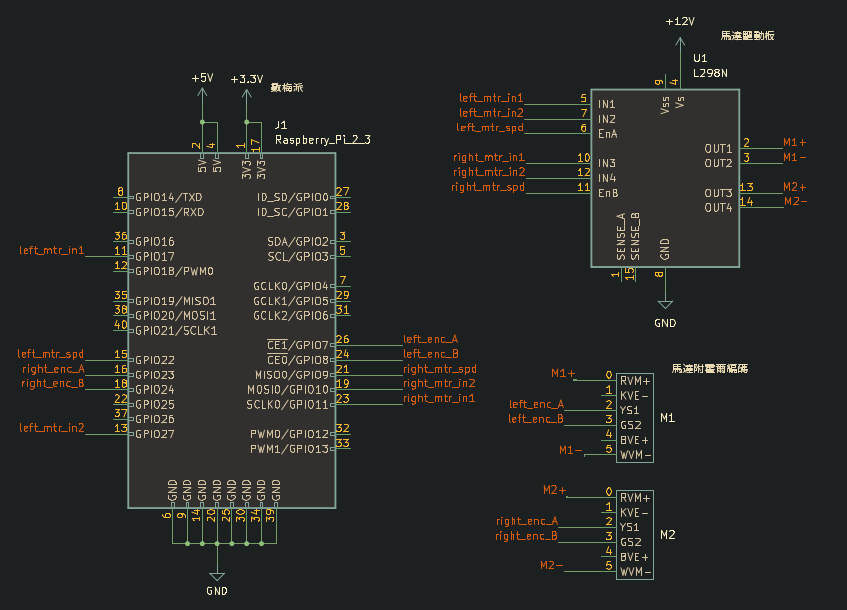 +12V
馬達驅動板
U1
L298N
9
4
Vss
Vs
left_mtr_in1
5
IN1
left_mtr_in2
7
IN2
left_mtr_spd
6
EnA
right_mtr_in1
10
IN3
right_mtr_in2
12
IN4
right_mtr_spd
11
EnB
OUT1
2
M1+
OUT2
3
M1-
OUT3
13
M2+
OUT4
14
M2-
SENSE_A
SENSE_B
GND
1
15
8
GND
+5V
+3.3V
樹梅派
J1
Raspberry_Pi_2_3
2
4
1
17
5V
5V
3V3
3V3
8
GPIO14/TXD
10
GPIO15/RXD
36
GPIO16
left_mtr_in1
11
GPIO17
12
GPIO18/PWM0
35
GPIO19/MISO1
38
GPIO20/MOSI1
40
GPIO21/SCLK1
left_mtr_spd
15
GPIO22
right_enc_A
16
GPIO23
right_enc_B
18
GPIO24
22
GPIO25
37
GPIO26
left_mtr_in2
13
GPIO27
ID_SD/GPIO0
27
ID_SC/GPIO1
28
SDA/GPIO2
3
SCL/GPIO3
5
GCLK0/GPIO4
7
GCLK1/GPIO5
29
GCLK2/GPIO6
31
CE1/GPIO7
26
left_enc_A
CE0/GPIO8
24
left_enc_B
MISO0/GPIO9
21
right_mtr_spd
MOSI0/GPIO10
19
right_mtr_in2
SCLK0/GPIO11
23
right_mtr_in1
PWM0/GPIO12
32
PWM1/GPIO13
33
GND
GND
GND
GND
GND
GND
GND
GND
6
9
14
20
25
30
34
39
GND
馬達附霍爾編碼
M1+
0
RVM+
1
KVE-
left_enc_A
2
YS1
left_enc_B
3
GS2
4
BVE+
M1-
5
WVM-
M1
M2+
0
RVM+
1
KVE-
right_enc_A
2
YS1
right_enc_B
3
GS2
4
BVE+
M2-
5
WVM-
M2